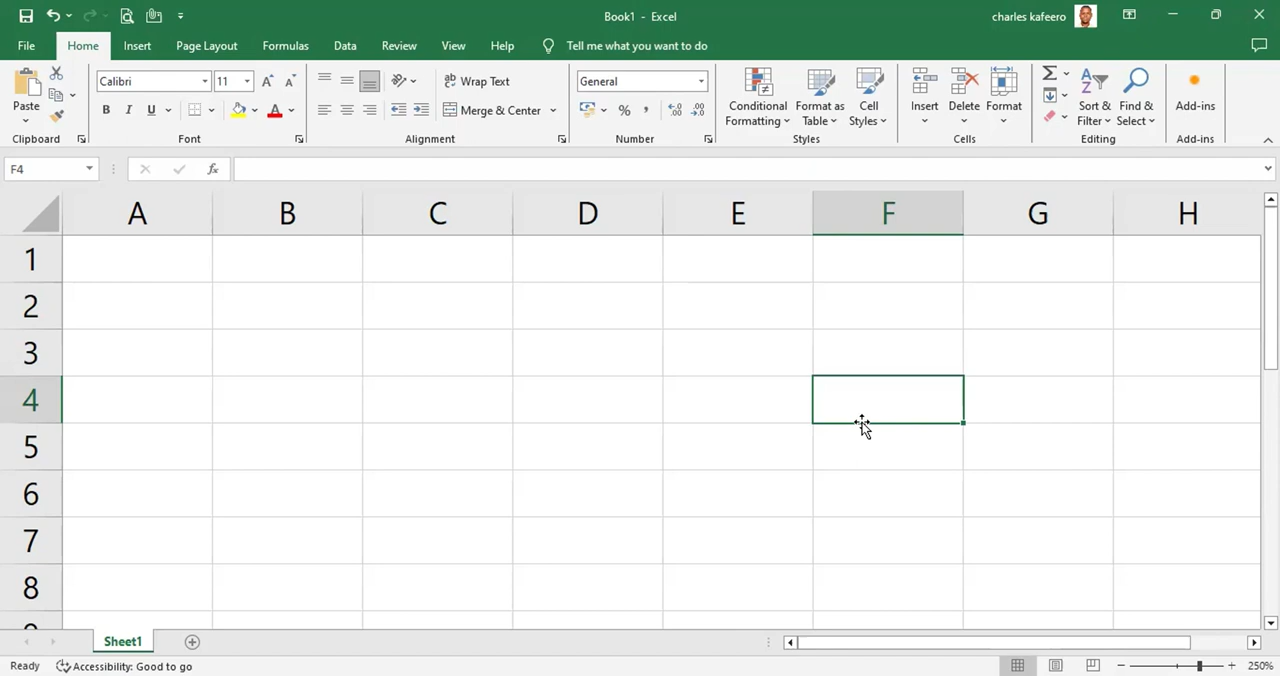 Book1 - Excel
charles kafeero
File Home Insert Page Layout Formulas Data Review View Help Tell me what you want to do
Paste
Clipboard
Calibri 11
A A
B I U A
Font
ab Wrap Text
Merge & Center
Alignment
General
% , .00
Number
Conditional Formatting
Format as Table
Cell Styles
Styles
Insert Delete Format
Cells
Sort & Filter
Find & Select
Editing
Add-ins
Add-ins
F4 fx
A B C D E F G H
1
2
3
4
5
6
7
8
Sheet1
Ready Accessibility: Good to go 250%